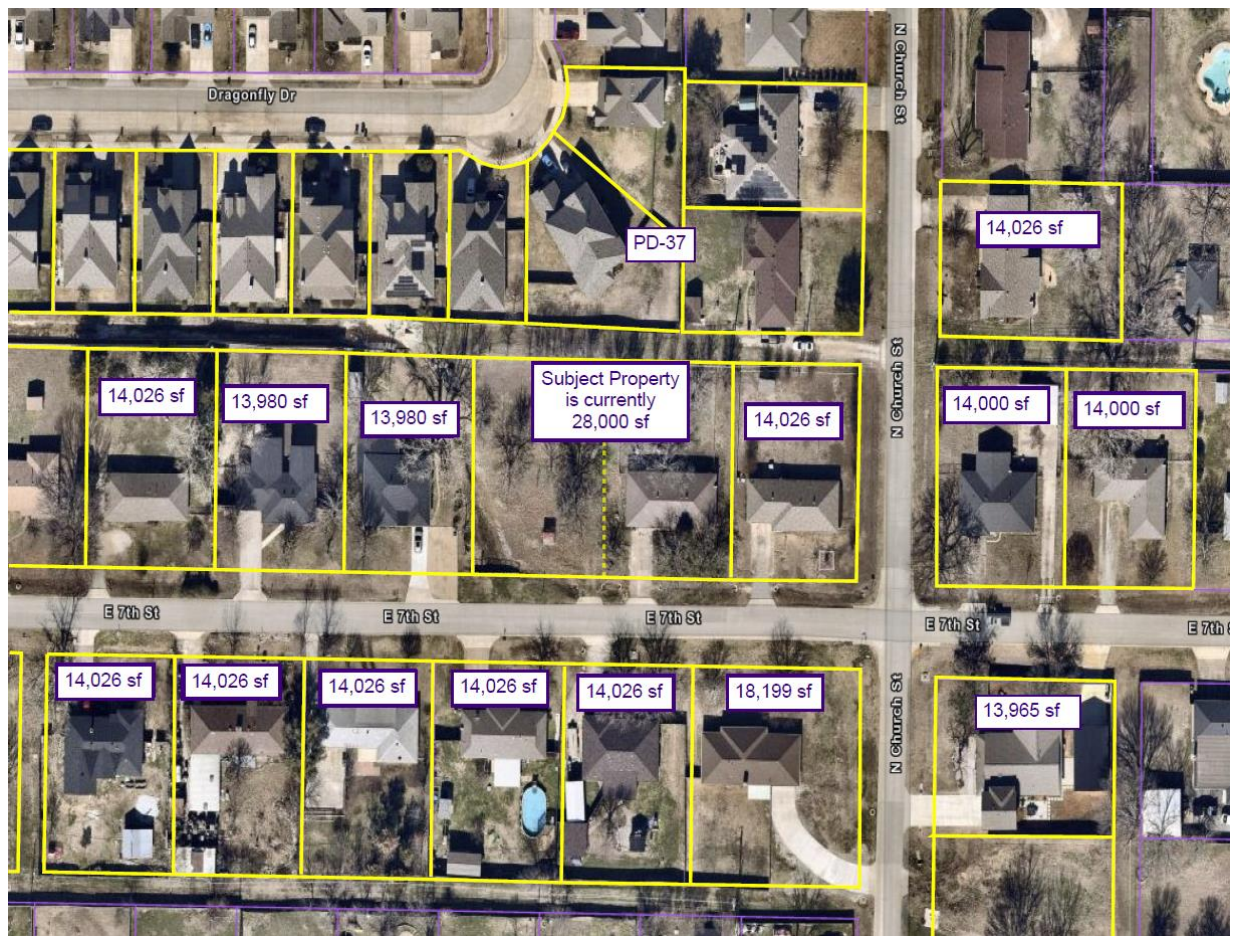 Dragonfly Dr
N Church St
14,026 sf
PD-37
N Church St
14,026 sf
13,980 sf
13,980 sf
Subject Property
is currently
28,000 sf
14,026 sf
14,000 sf
14,000 sf
E 7th St
E 7th St
E 7th St
E 7th St
14,026 sf
14,026 sf
14,026 sf
14,026 sf
14,026 sf
18,199 sf
N Church St
13,965 sf